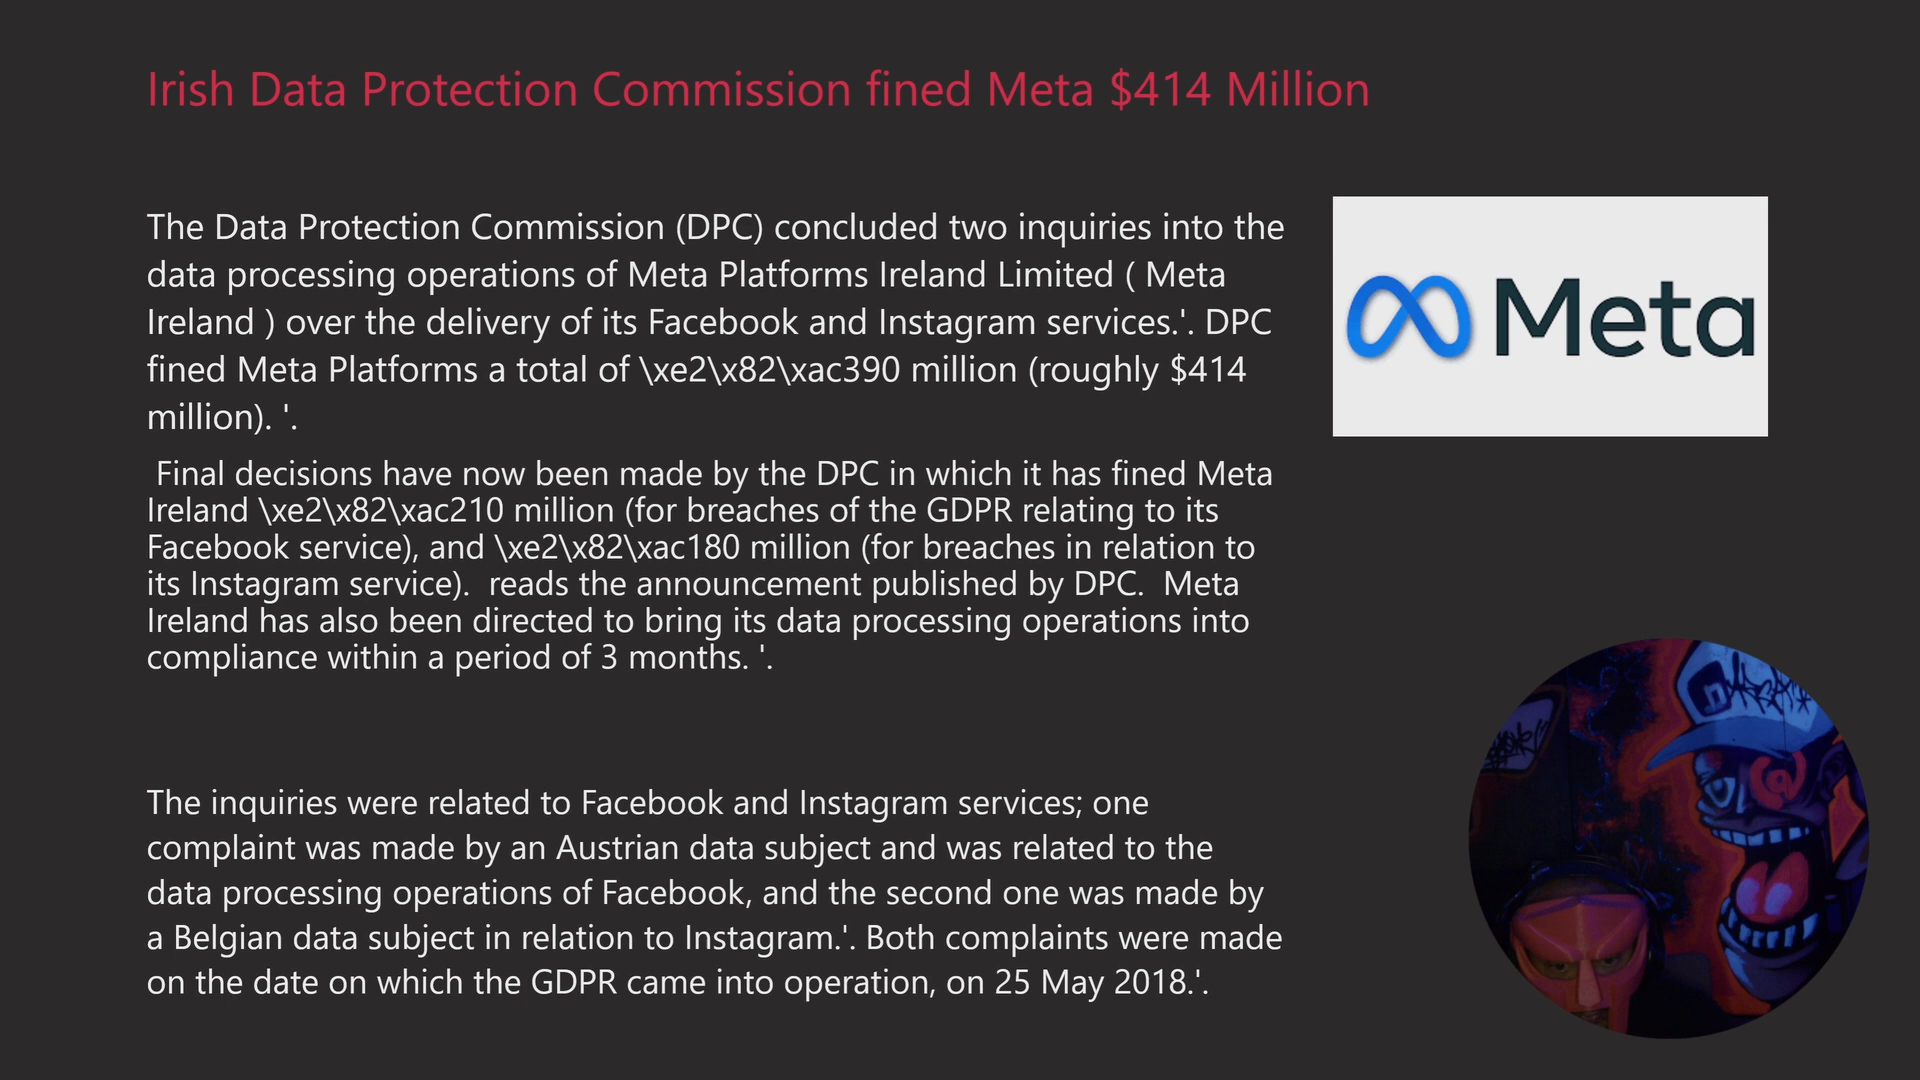 Irish Data Protection Commission fined Meta $414 Million
The Data Protection Commission (DPC) concluded two inquiries into the
data processing operations of Meta Platforms Ireland Limited ( Meta
Ireland ) over the delivery of its Facebook and Instagram services.'. DPC
fined Meta Platforms a total of \xe2\x82\xac390 million (roughly $414
million). '.
Final decisions have now been made by the DPC in which it has fined Meta
Ireland \xe2\x82\xac210 million (for breaches of the GDPR relating to its
Facebook service), and \xe2\x82\xac180 million (for breaches in relation to
its Instagram service).  reads the announcement published by DPC.  Meta
Ireland has also been directed to bring its data processing operations into
compliance within a period of 3 months. '.
The inquiries were related to Facebook and Instagram services; one
complaint was made by an Austrian data subject and was related to the
data processing operations of Facebook, and the second one was made by
a Belgian data subject in relation to Instagram.'. Both complaints were made
on the date on which the GDPR came into operation, on 25 May 2018.'.
Meta